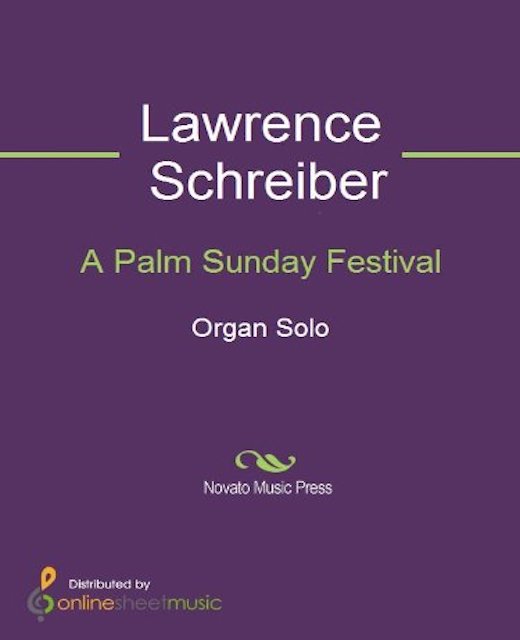 Lawrence
Schreiber
A Palm Sunday Festival
Organ Solo
Novato Music Press
Distributed by
onlinesheetmusic